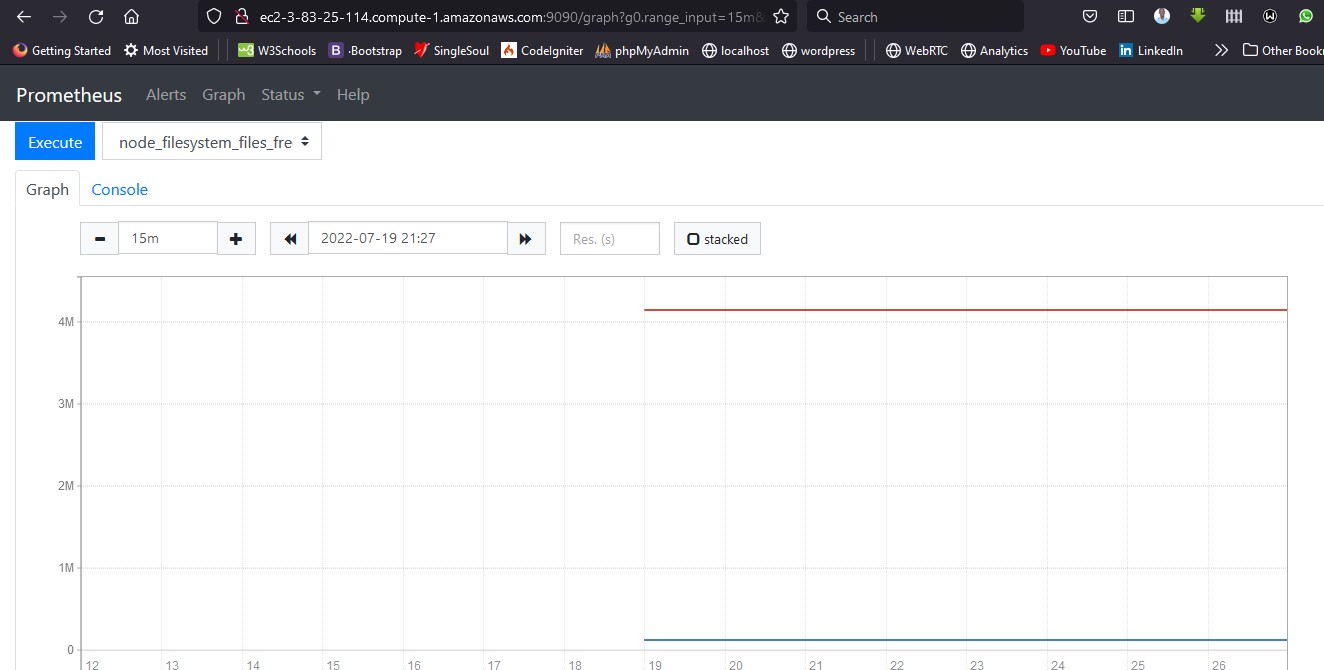 ec2-3-83-25-114.compute-1.amazonaws.com:9090/graph?g0.range_input=15m& Search
Getting Started Most Visited W3Schools B ·Bootstrap SingleSoul CodeIgniter phpMyAdmin localhost wordpress WebRTC Analytics YouTube in LinkedIn Other Book
Prometheus Alerts Graph Status Help
Execute node_filesystem_files_fre
Graph Console
15m 2022-07-19 21:27 Res. (s) stacked
4M
3M
2M
1M
0
12 13 14 15 16 17 18 19 20 21 22 23 24 25 26